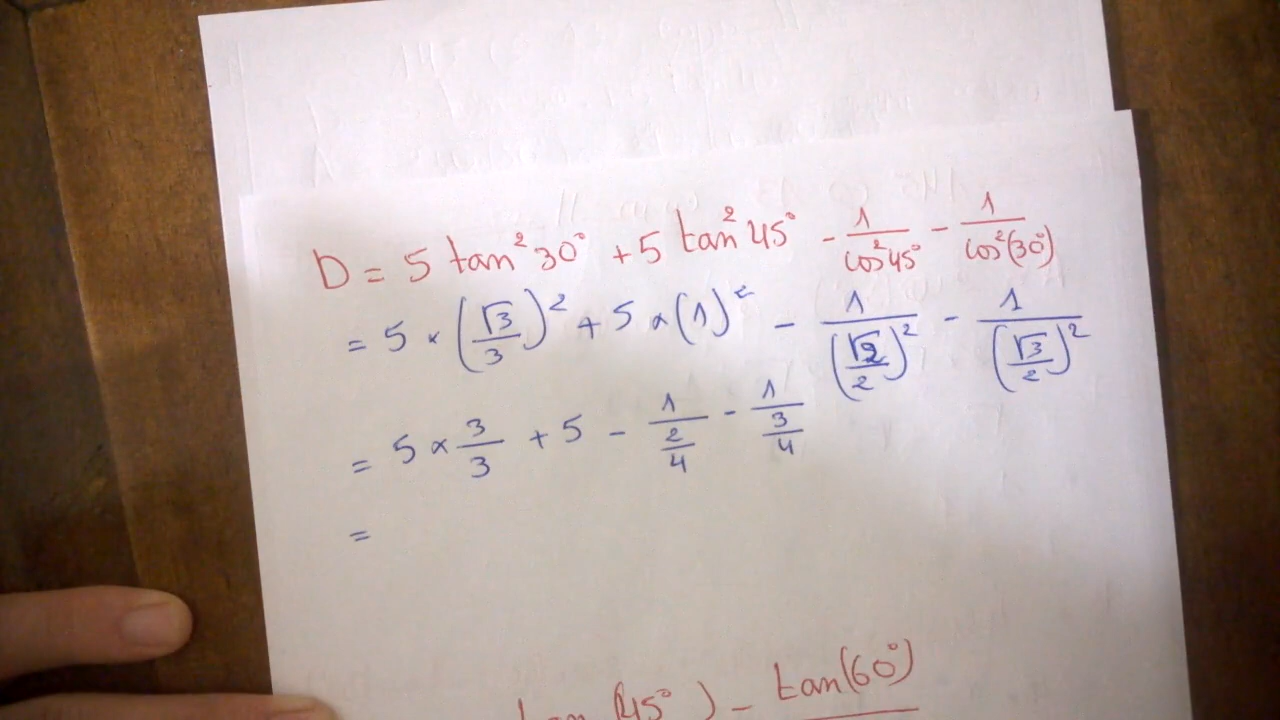 D = 5 tan²30° + 5 tan²45° - 1/cos²45° - 1/cos²(30°)
= 5 × (√3/3)² + 5 × (1)² - 1/(√2/2)² - 1/(√3/2)²
= 5 × 3/3 + 5 - 1/(2/4) - 1/(3/4)
=
(45°) - tan(60°)